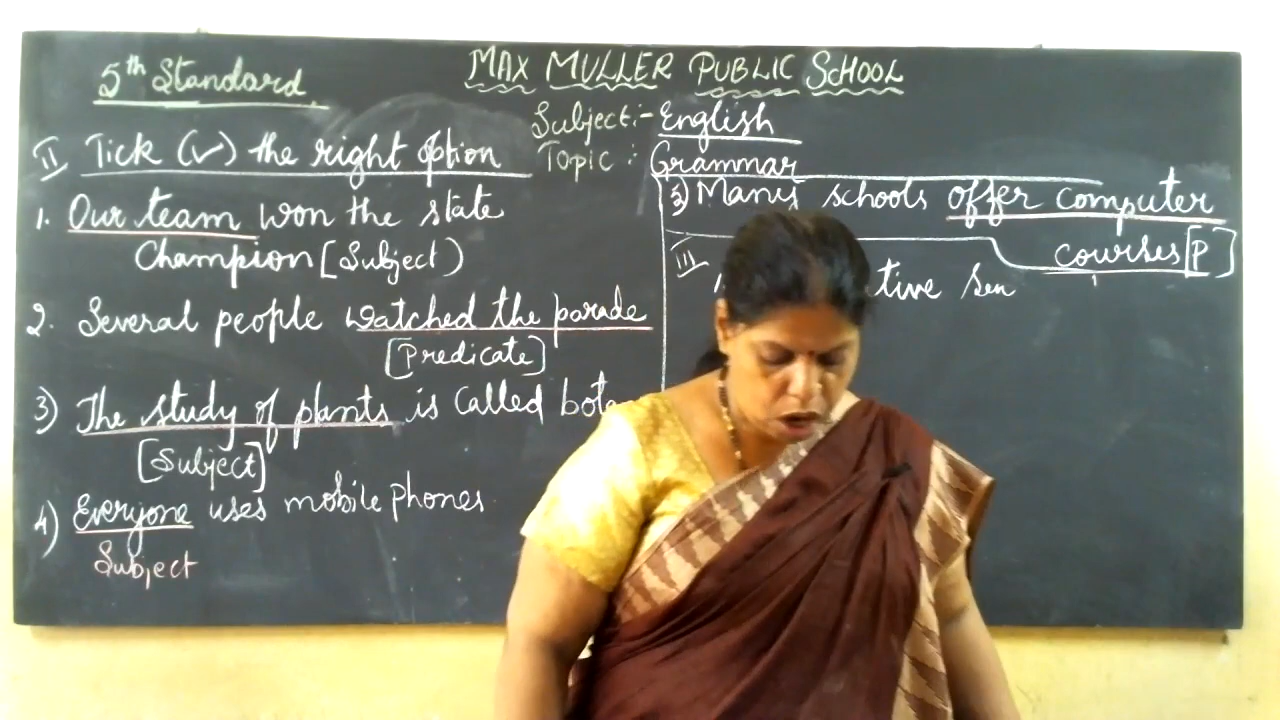 5th Standard
MAX MULLER PUBLIC SCHOOL
Subject:- English
Topic : Grammar
II Tick (✓) the right option
1. Our team won the state
Champion [Subject)
2. Several people watched the parade
[Predicate]
3) The study of plants is called
[Subject]
4) Everyone uses mobile phones
Subject
5) Many schools offer computer
courses [P]
III
tive Sen